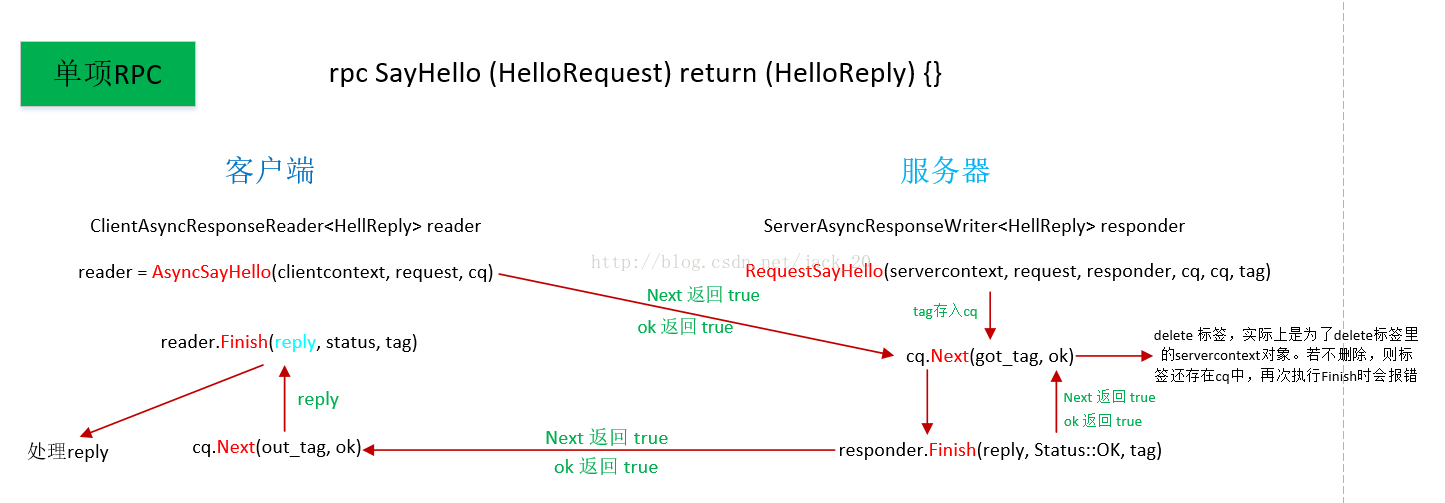 单项RPC
rpc SayHello (HelloRequest) return (HelloReply) {}
客户端
服务器
ClientAsyncResponseReader<HellReply> reader
ServerAsyncResponseWriter<HellReply> responder
http://blog.csdn.net/jack_20
reader = AsyncSayHello(clientcontext, request, cq)
RequestSayHello(servercontext, request, responder, cq, cq, tag)
Next 返回 true
ok 返回 true
tag存入cq
reader.Finish(reply, status, tag)
cq.Next(got_tag, ok)
delete 标签，实际上是为了delete标签里
的servercontext对象。若不删除，则标
签还存在cq中，再次执行Finish时会报错
reply
Next 返回 true
ok 返回 true
处理reply
cq.Next(out_tag, ok)
Next 返回 true
ok 返回 true
responder.Finish(reply, Status::OK, tag)